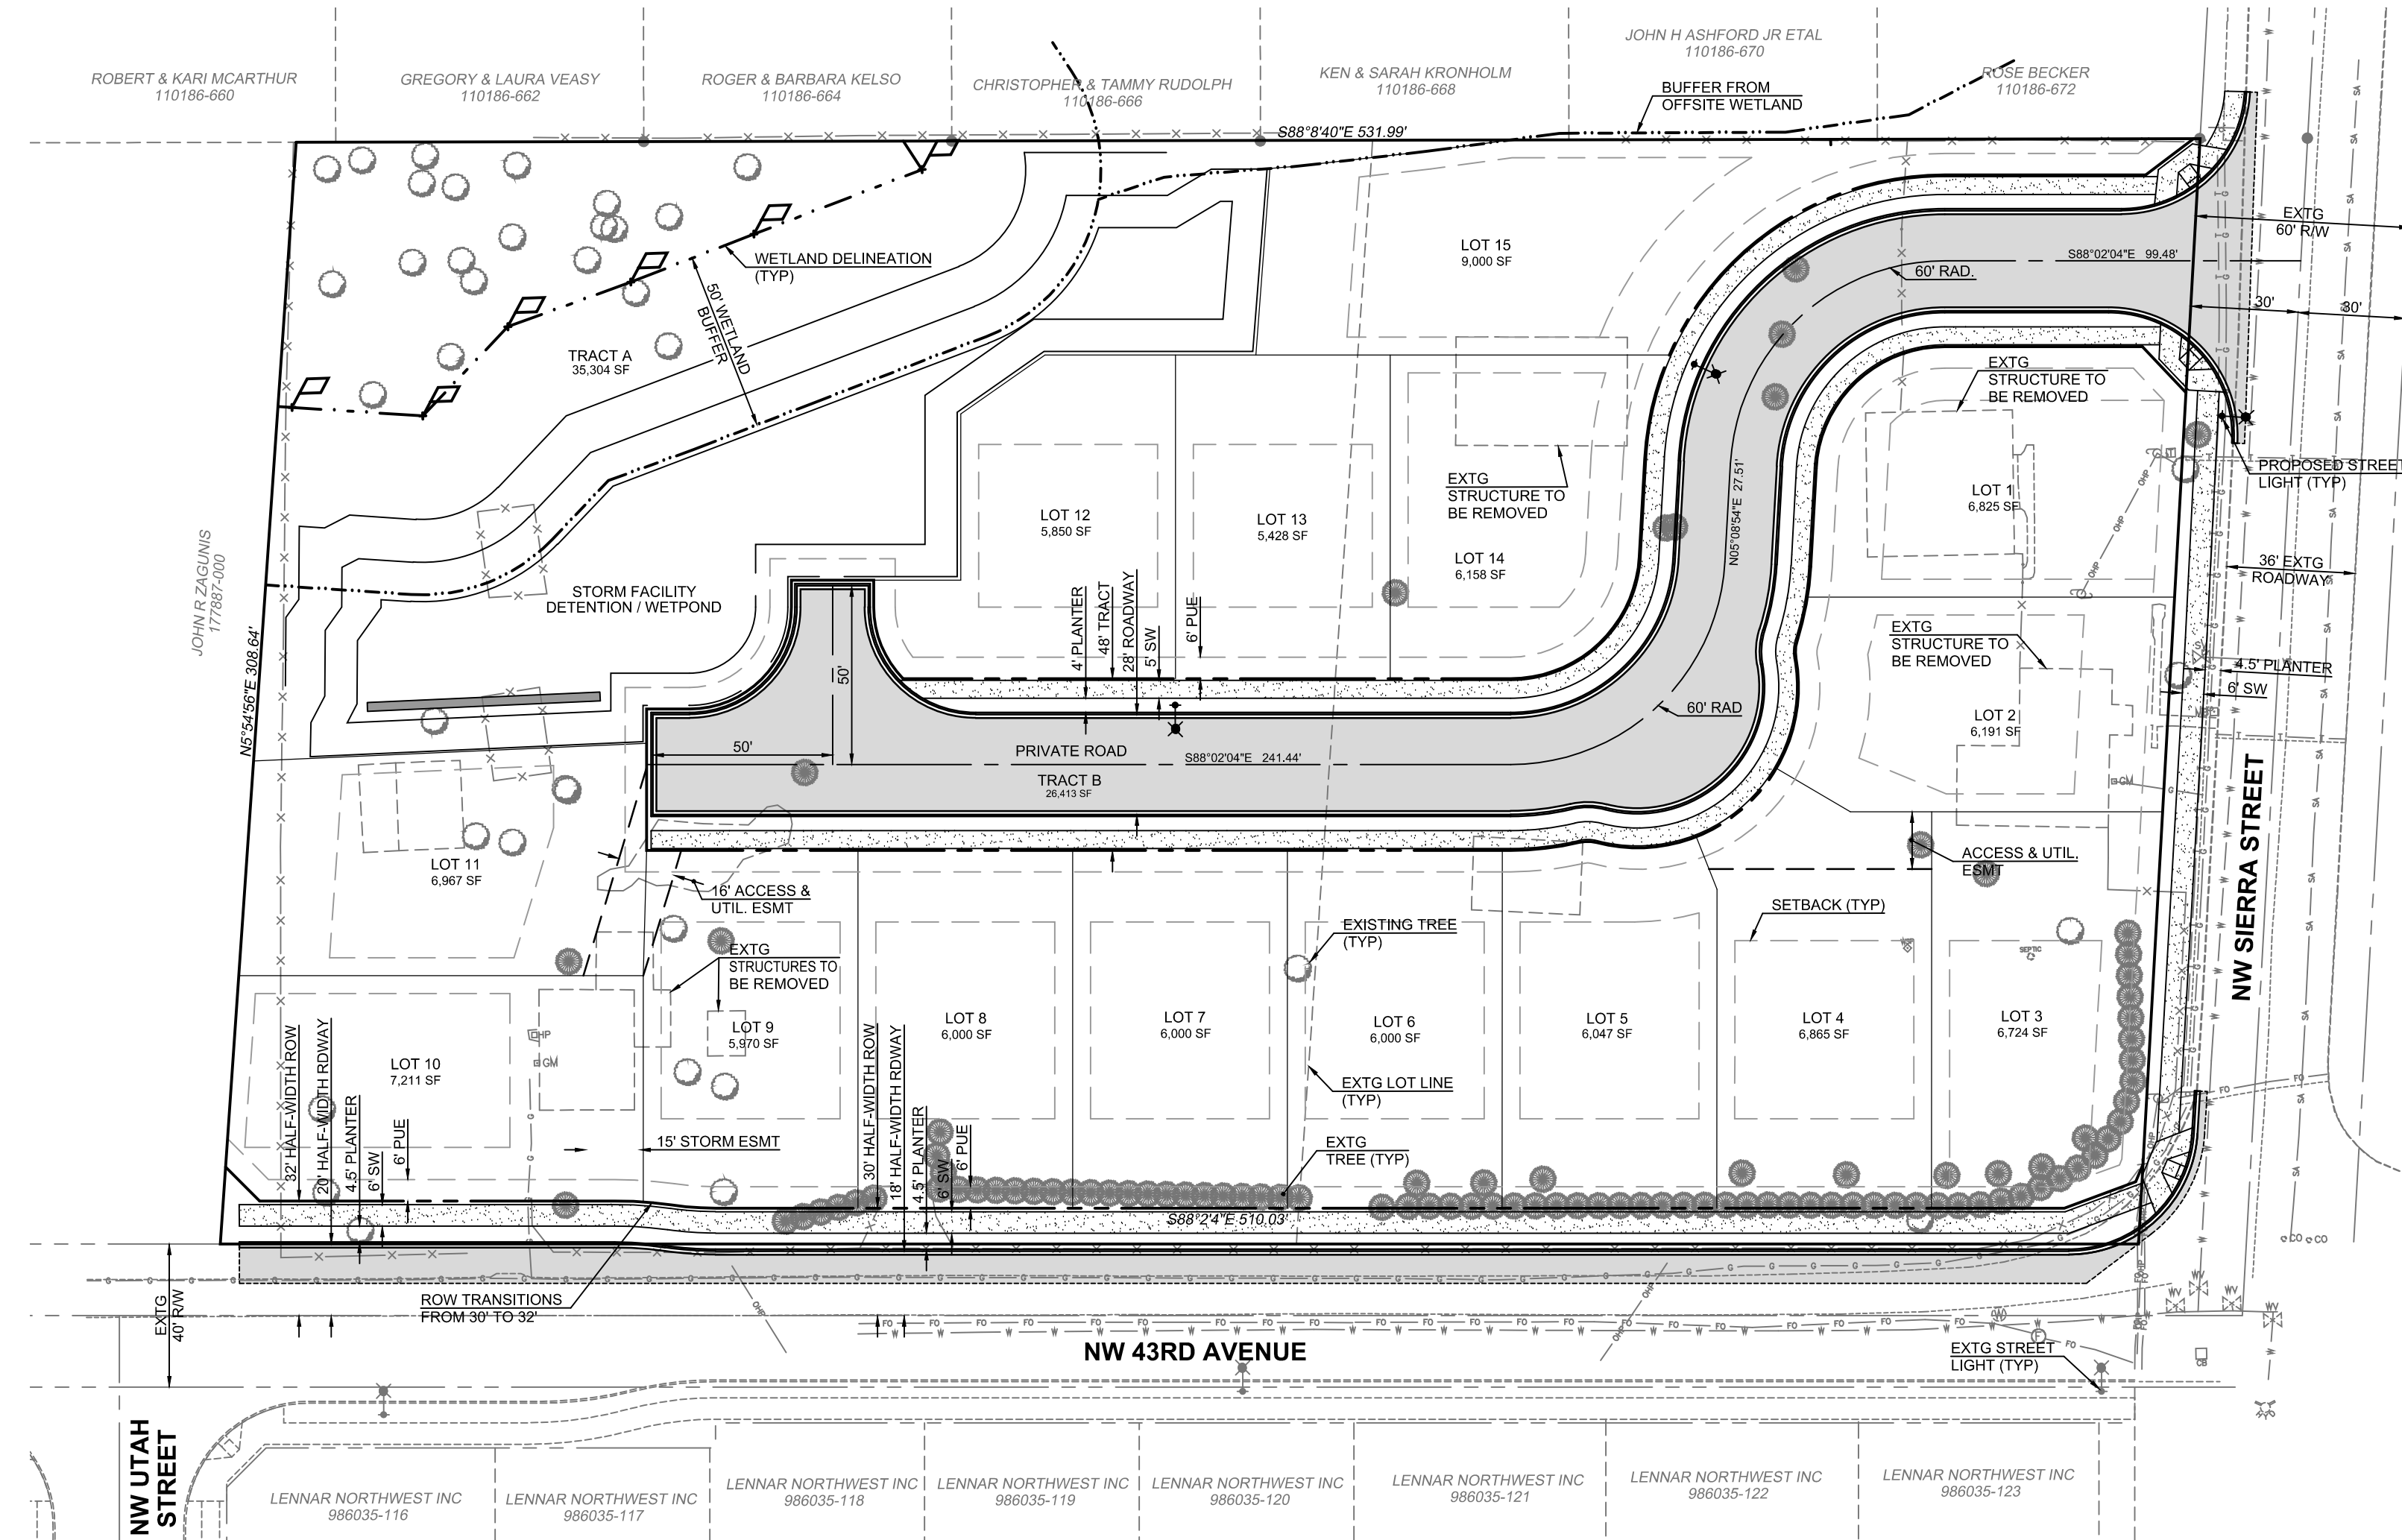 ROBERT & KARI MCARTHUR
110186-660
GREGORY & LAURA VEASY
110186-662
ROGER & BARBARA KELSO
110186-664
CHRISTOPHER & TAMMY RUDOLPH
110186-666
KEN & SARAH KRONHOLM
110186-668
JOHN H ASHFORD JR ETAL
110186-670
ROSE BECKER
110186-672
BUFFER FROM
OFFSITE WETLAND
S88°8'40"E 531.99'
EXTG
60' R/W
S88°02'04"E 99.48'
60' RAD.
30'
30'
LOT 15
9,000 SF
WETLAND DELINEATION
(TYP)
50' WETLAND
BUFFER
TRACT A
35,304 SF
EXTG
STRUCTURE TO
BE REMOVED
PROPOSED STREET
LIGHT (TYP)
LOT 1
6,825 SF
EXTG
STRUCTURE TO
BE REMOVED
LOT 12
5,850 SF
LOT 13
5,428 SF
LOT 14
6,158 SF
N05°08'54"E 27.51'
36' EXTG
ROADWAY
JOHN R ZAGUNIS
177887-000
N5°54'56"E 308.64'
STORM FACILITY
DETENTION / WETPOND
4' PLANTER
48' TRACT
28' ROADWAY
5' SW
6' PUE
EXTG
STRUCTURE TO
BE REMOVED
4.5' PLANTER
6' SW
LOT 2
6,191 SF
50'
50'
60' RAD
PRIVATE ROAD
S88°02'04"E 241.44'
TRACT B
26,413 SF
GM
NW SIERRA STREET
LOT 11
6,967 SF
16' ACCESS &
UTIL. ESMT
ACCESS & UTIL.
ESMT
SETBACK (TYP)
EXISTING TREE
(TYP)
EXTG
STRUCTURES TO
BE REMOVED
SEPTIC
LOT 10
7,211 SF
LOT 9
5,970 SF
LOT 8
6,000 SF
LOT 7
6,000 SF
LOT 6
6,000 SF
LOT 5
6,047 SF
LOT 4
6,865 SF
LOT 3
6,724 SF
HP
GM
EXTG LOT LINE
(TYP)
32' HALF-WIDTH ROW
20' HALF-WIDTH RDWAY
4.5' PLANTER
6' SW
6' PUE
15' STORM ESMT
30' HALF-WIDTH ROW
18' HALF-WIDTH RDWAY
4.5' PLANTER
6' SW
6' PUE
EXTG
TREE (TYP)
S88°2'4"E 510.03'
ROW TRANSITIONS
FROM 30' TO 32'
EXTG
40' R/W
NW 43RD AVENUE
EXTG STREET
LIGHT (TYP)
NW UTAH
STREET
LENNAR NORTHWEST INC
986035-116
LENNAR NORTHWEST INC
986035-117
LENNAR NORTHWEST INC
986035-118
LENNAR NORTHWEST INC
986035-119
LENNAR NORTHWEST INC
986035-120
LENNAR NORTHWEST INC
986035-121
LENNAR NORTHWEST INC
986035-122
LENNAR NORTHWEST INC
986035-123